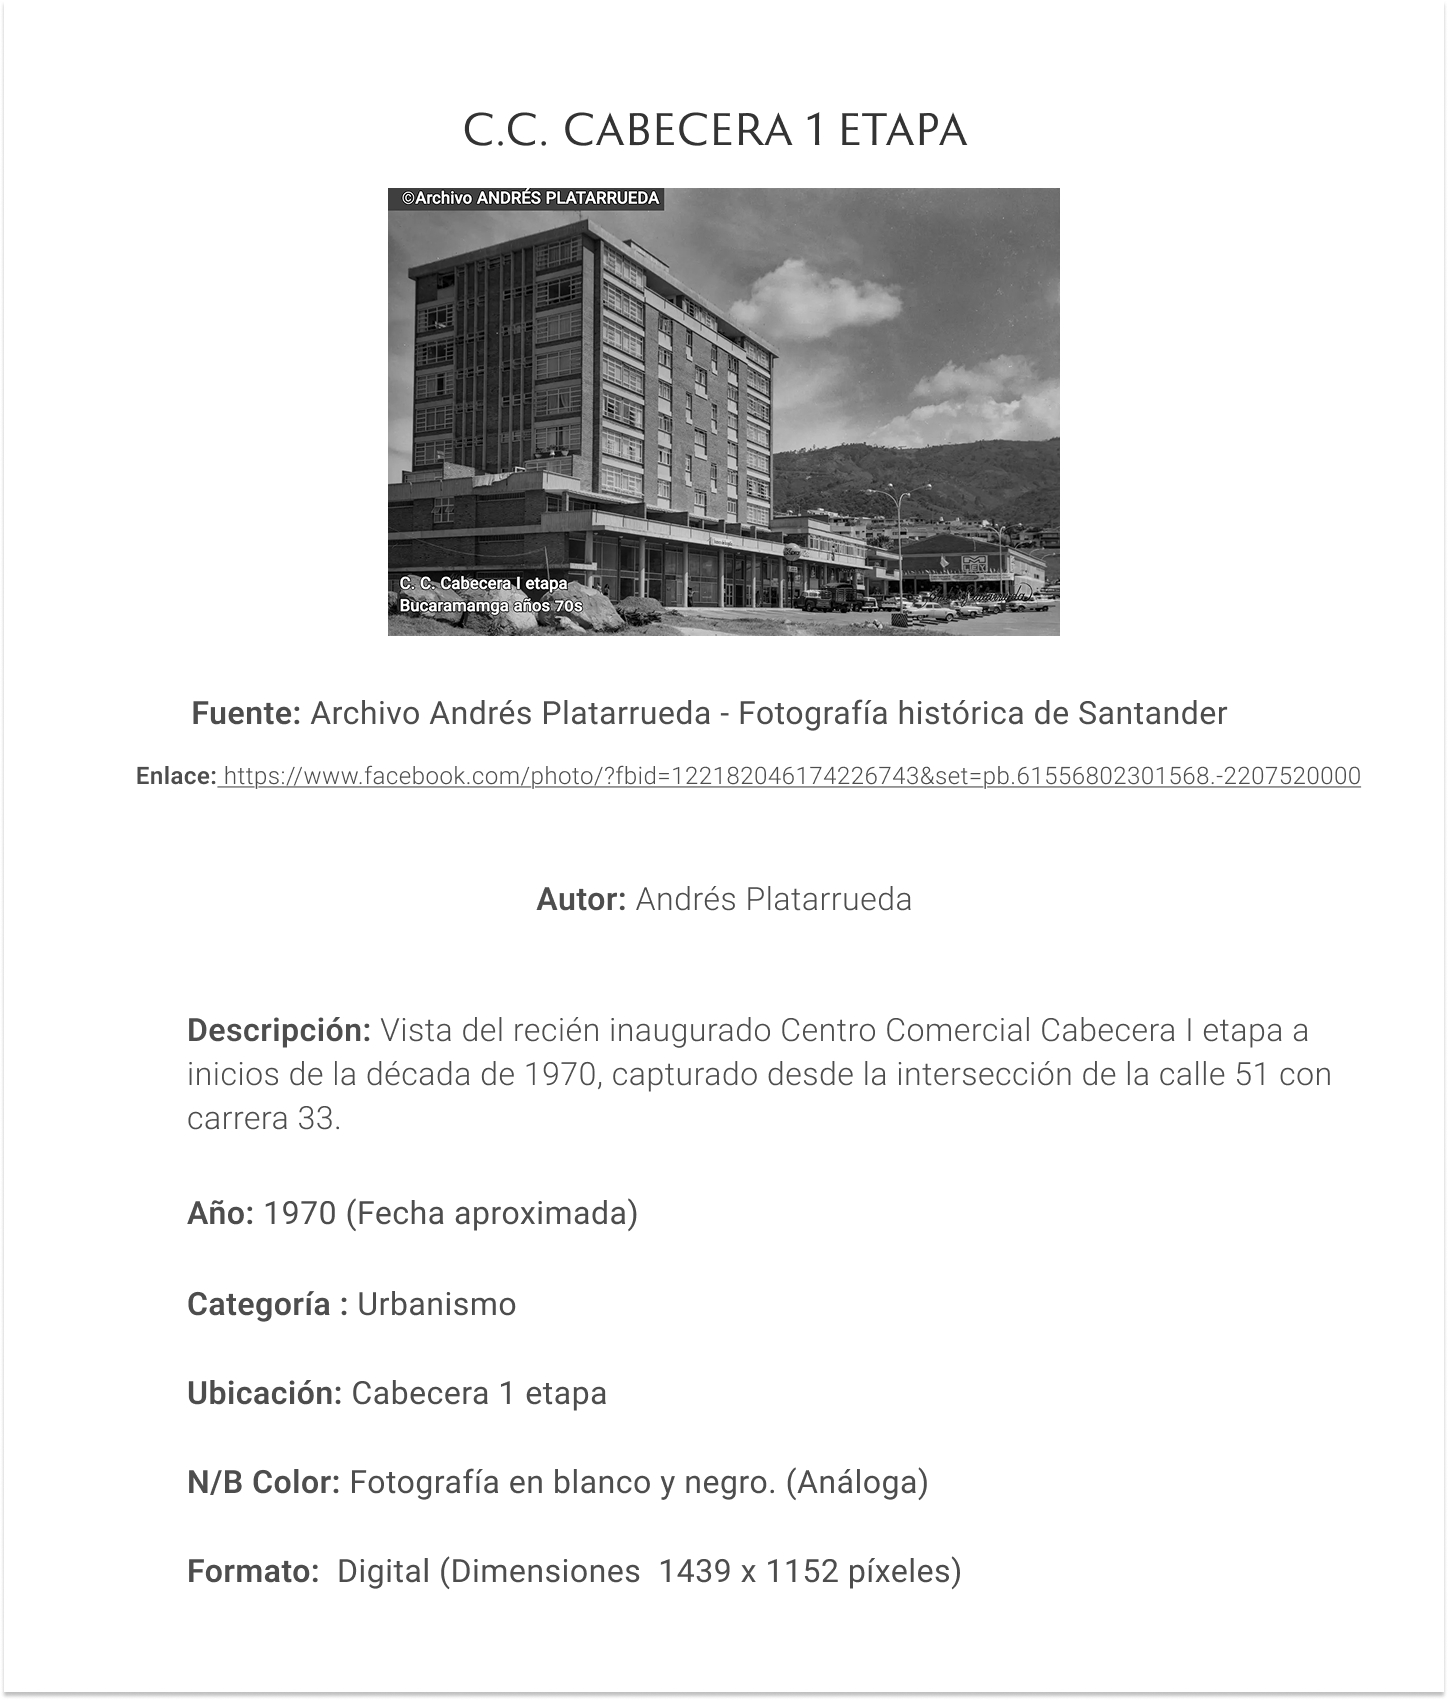 C.C. CABECERA 1 ETAPA
©Archivo ANDRÉS PLATARRUEDA
LEY
C. C. Cabecera I etapa
Bucaramamga años 70s
Fuente: Archivo Andrés Platarrueda - Fotografía histórica de Santander
Enlace: https://www.facebook.com/photo/?fbid=122182046174226743&set=pb.61556802301568.-2207520000
Autor: Andrés Platarrueda
Descripción: Vista del recién inaugurado Centro Comercial Cabecera I etapa a
inicios de la década de 1970, capturado desde la intersección de la calle 51 con
carrera 33.
Año: 1970 (Fecha aproximada)
Categoría : Urbanismo
Ubicación: Cabecera 1 etapa
N/B Color: Fotografía en blanco y negro. (Análoga)
Formato:  Digital (Dimensiones  1439 x 1152 píxeles)